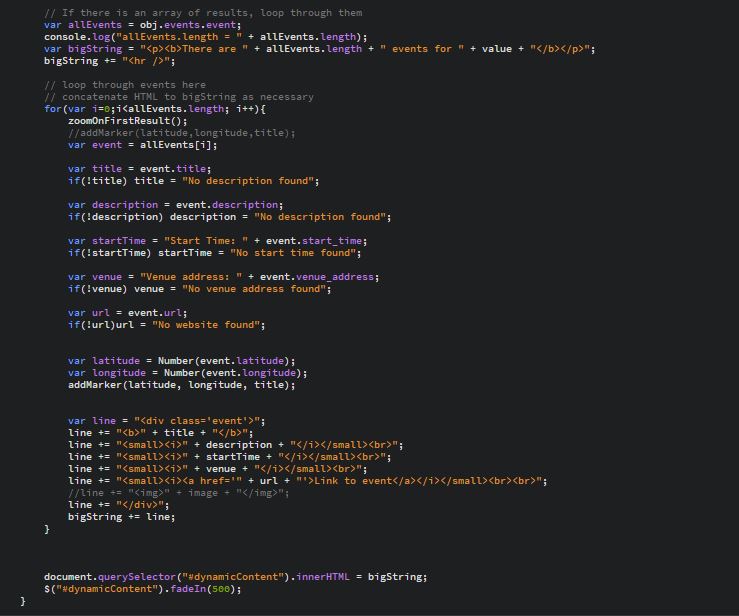 // If there is an array of results, loop through them
var allEvents = obj.events.event;
console.log("allEvents.length = " + allEvents.length);
var bigString = "<p><b>There are " + allEvents.length + " events for " + value + "</b></p>";
bigString += "<hr />";
// loop through events here
// concatenate HTML to bigString as necessary
for(var i=0;i<allEvents.length; i++){
zoomOnFirstResult();
//addMarker(latitude,longitude,title);
var event = allEvents[i];
var title = event.title;
if(!title) title = "No description found";
var description = event.description;
if(!description) description = "No description found";
var startTime = "Start Time: " + event.start_time;
if(!startTime) startTime = "No start time found";
var venue = "Venue address: " + event.venue_address;
if(!venue) venue = "No venue address found";
var url = event.url;
if(!url)url = "No website found";
var latitude = Number(event.latitude);
var longitude = Number(event.longitude);
addMarker(latitude, longitude, title);
var line = "<div class='event'>";
line += "<b>" + title + "</b>";
line += "<small><i>" + description + "</i></small><br>";
line += "<small><i>" + startTime + "</i></small><br>";
line += "<small><i>" + venue + "</i></small><br>";
line += "<small><i><a href='" + url + "'>Link to event</a></i></small><br><br>";
//line += "<img>" + image + "</img>";
line += "</div>";
bigString += line;
}
document.querySelector("#dynamicContent").innerHTML = bigString;
$("#dynamicContent").fadeIn(500);
}